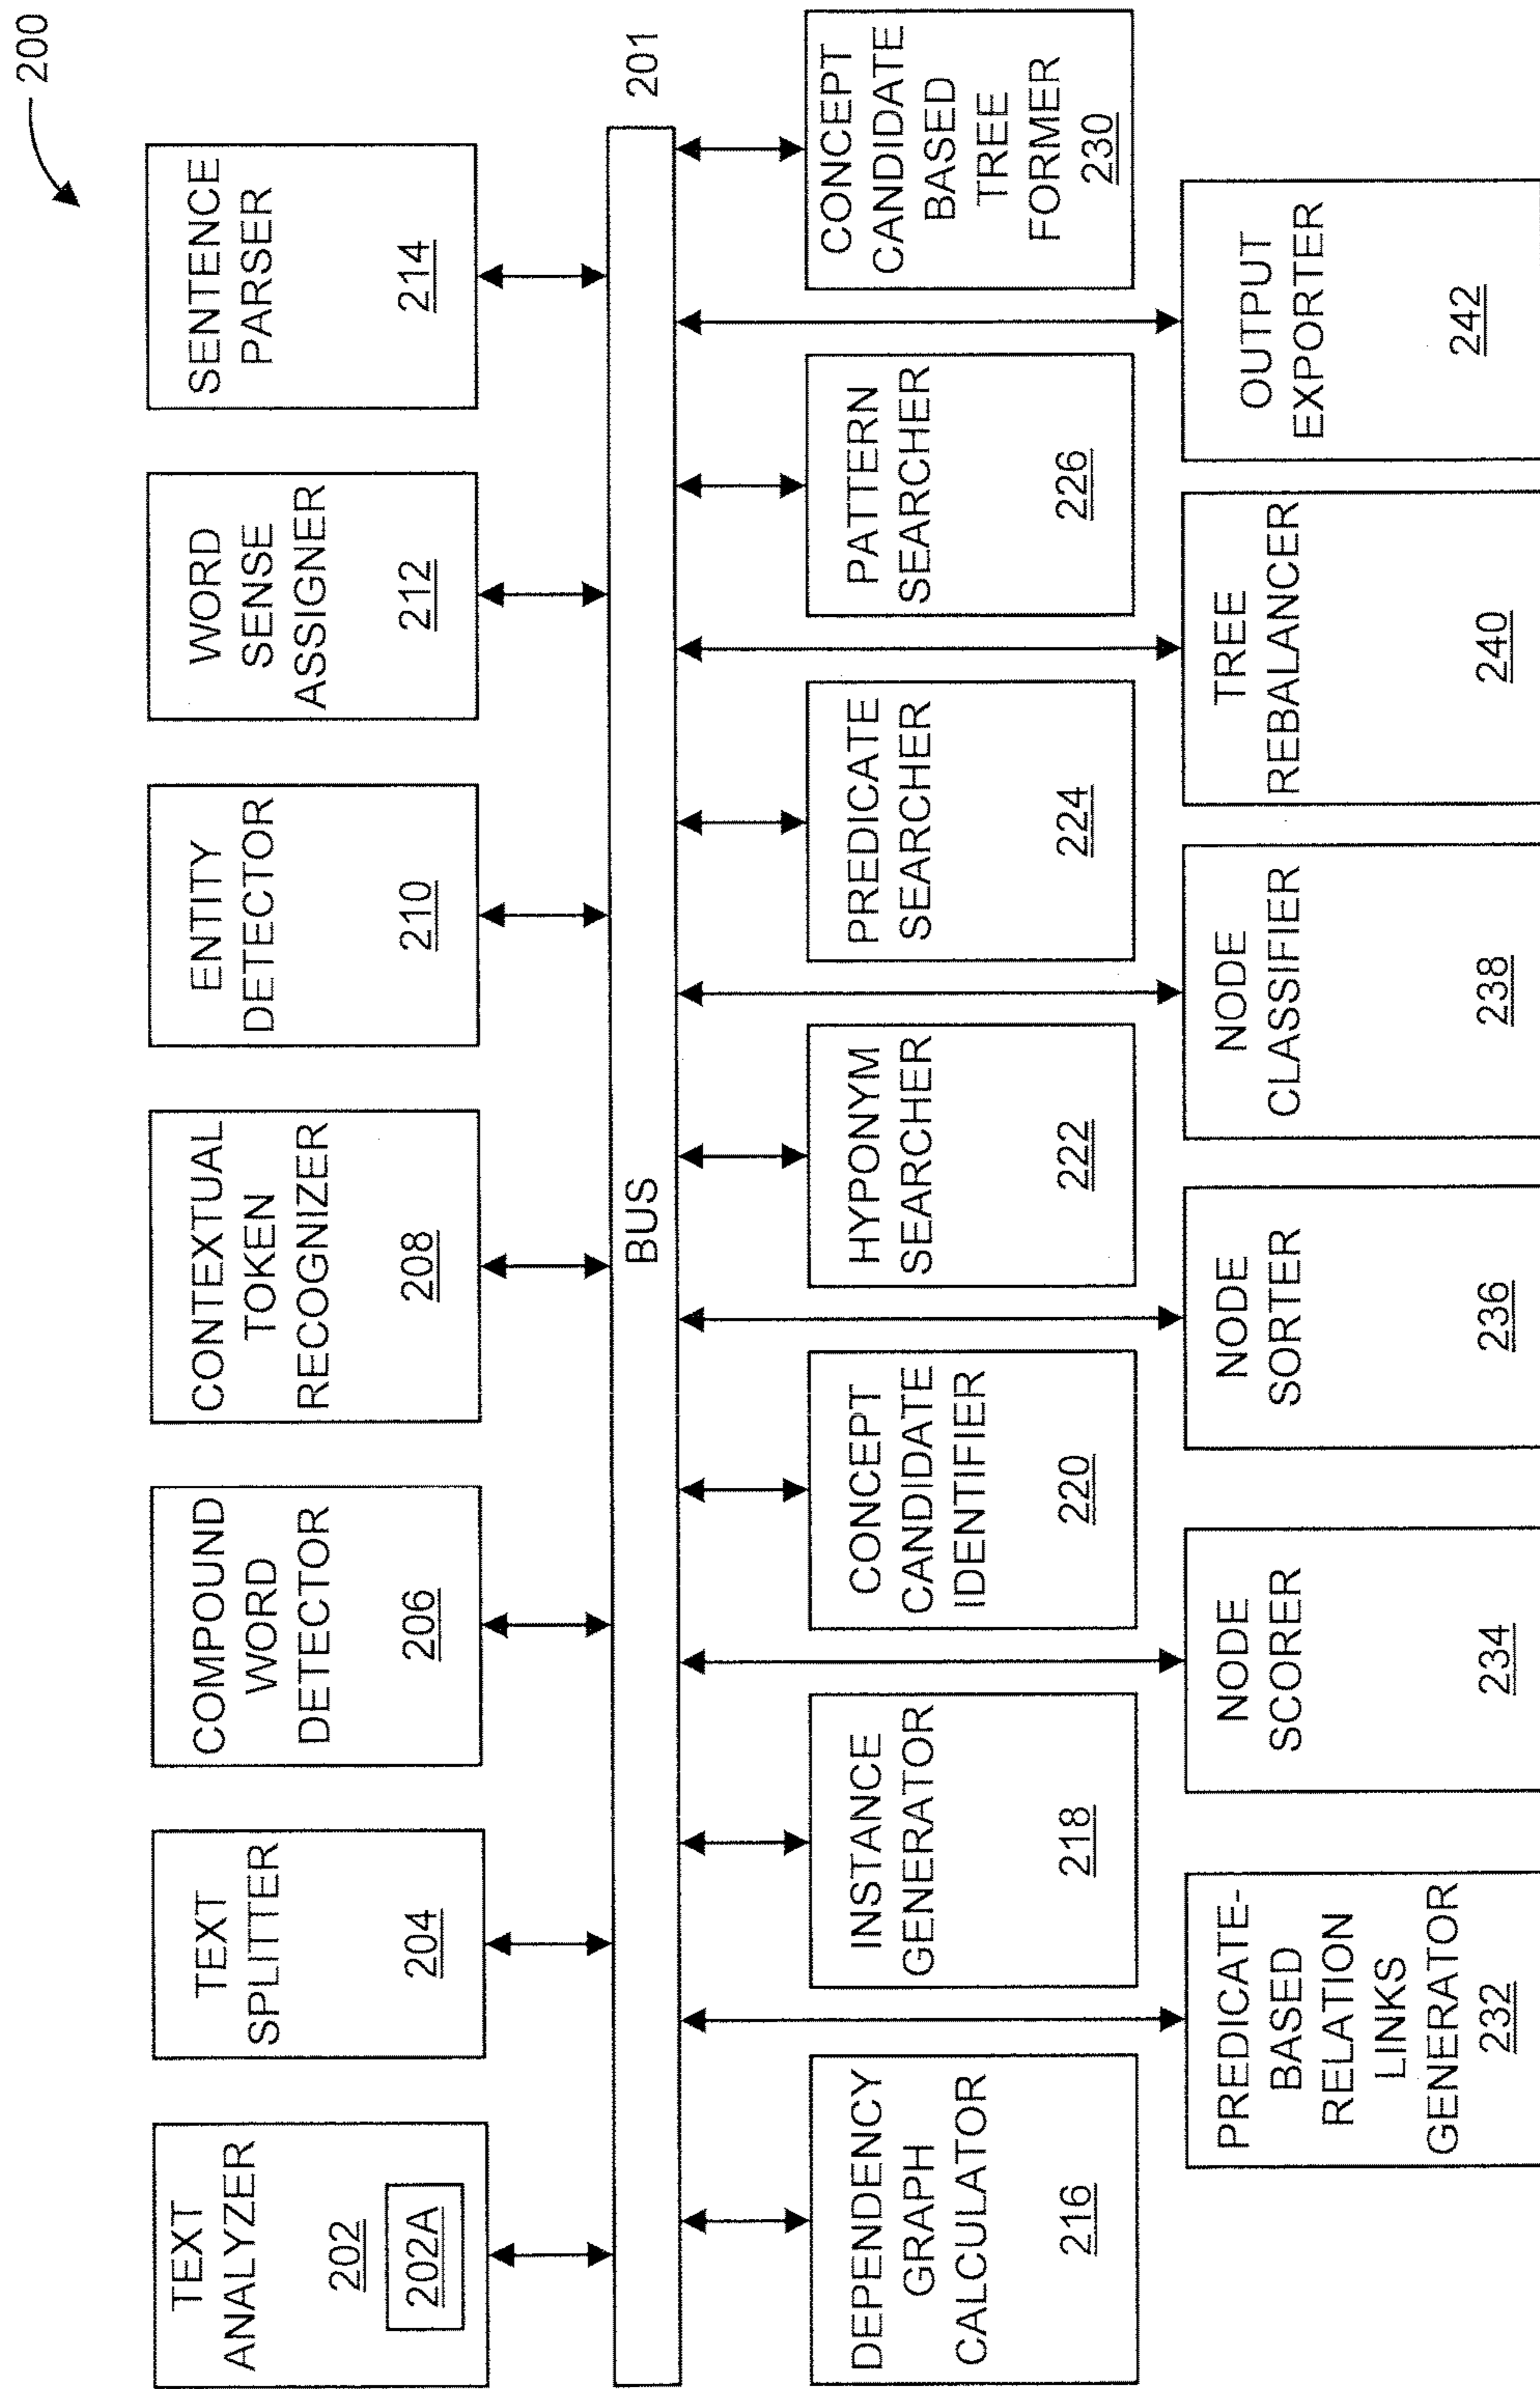 200
TEXT
ANALYZER
202
202A
TEXT
SPLITTER
204
COMPOUND
WORD
DETECTOR
206
CONTEXTUAL
TOKEN
RECOGNIZER
208
ENTITY
DETECTOR
210
WORD
SENSE
ASSIGNER
212
SENTENCE
PARSER
214
BUS
201
DEPENDENCY
GRAPH
CALCULATOR
216
INSTANCE
GENERATOR
218
CONCEPT
CANDIDATE
IDENTIFIER
220
HYPONYM
SEARCHER
222
PREDICATE
SEARCHER
224
PATTERN
SEARCHER
226
CONCEPT
CANDIDATE
BASED
TREE
FORMER
230
PREDICATE-
BASED
RELATION
LINKS
GENERATOR
232
NODE
SCORER
234
NODE
SORTER
236
NODE
CLASSIFIER
238
TREE
REBALANCER
240
OUTPUT
EXPORTER
242